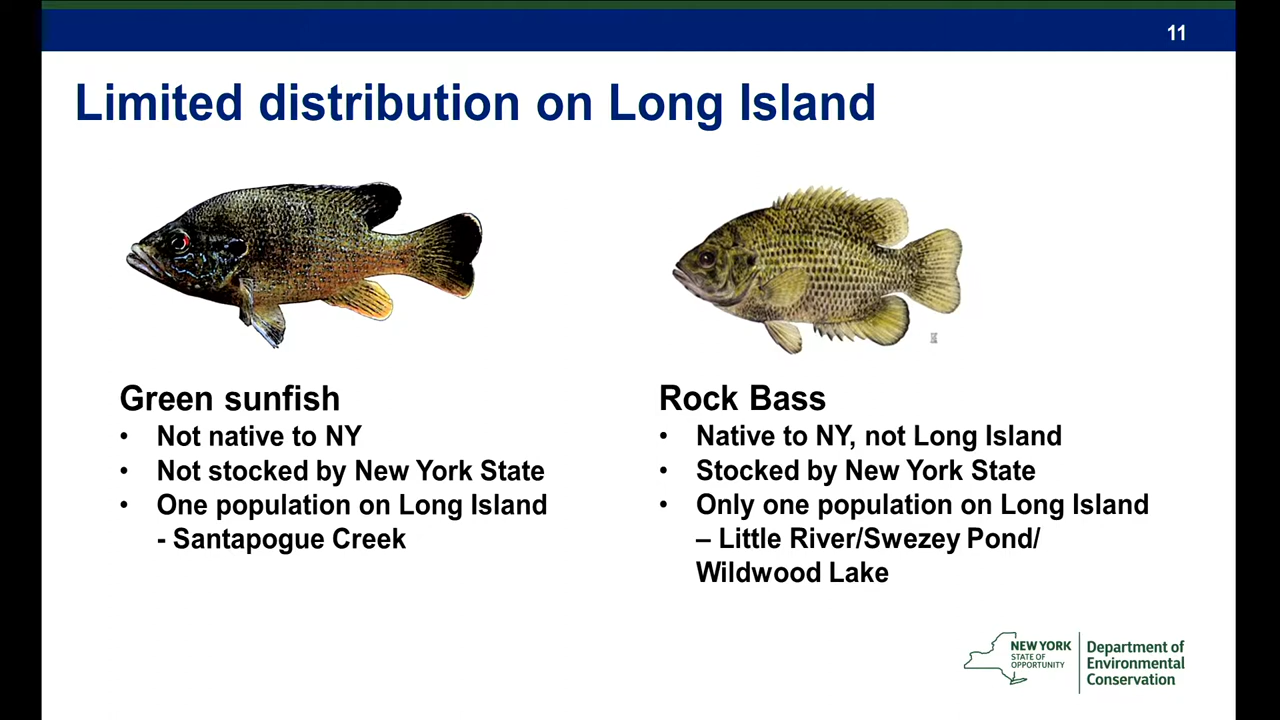 11
Limited distribution on Long Island
Green sunfish
• Not native to NY
• Not stocked by New York State
• One population on Long Island
- Santapogue Creek
Rock Bass
• Native to NY, not Long Island
• Stocked by New York State
• Only one population on Long Island
– Little River/Swezey Pond/
Wildwood Lake
NEW YORK
STATE OF
OPPORTUNITY
Department of
Environmental
Conservation